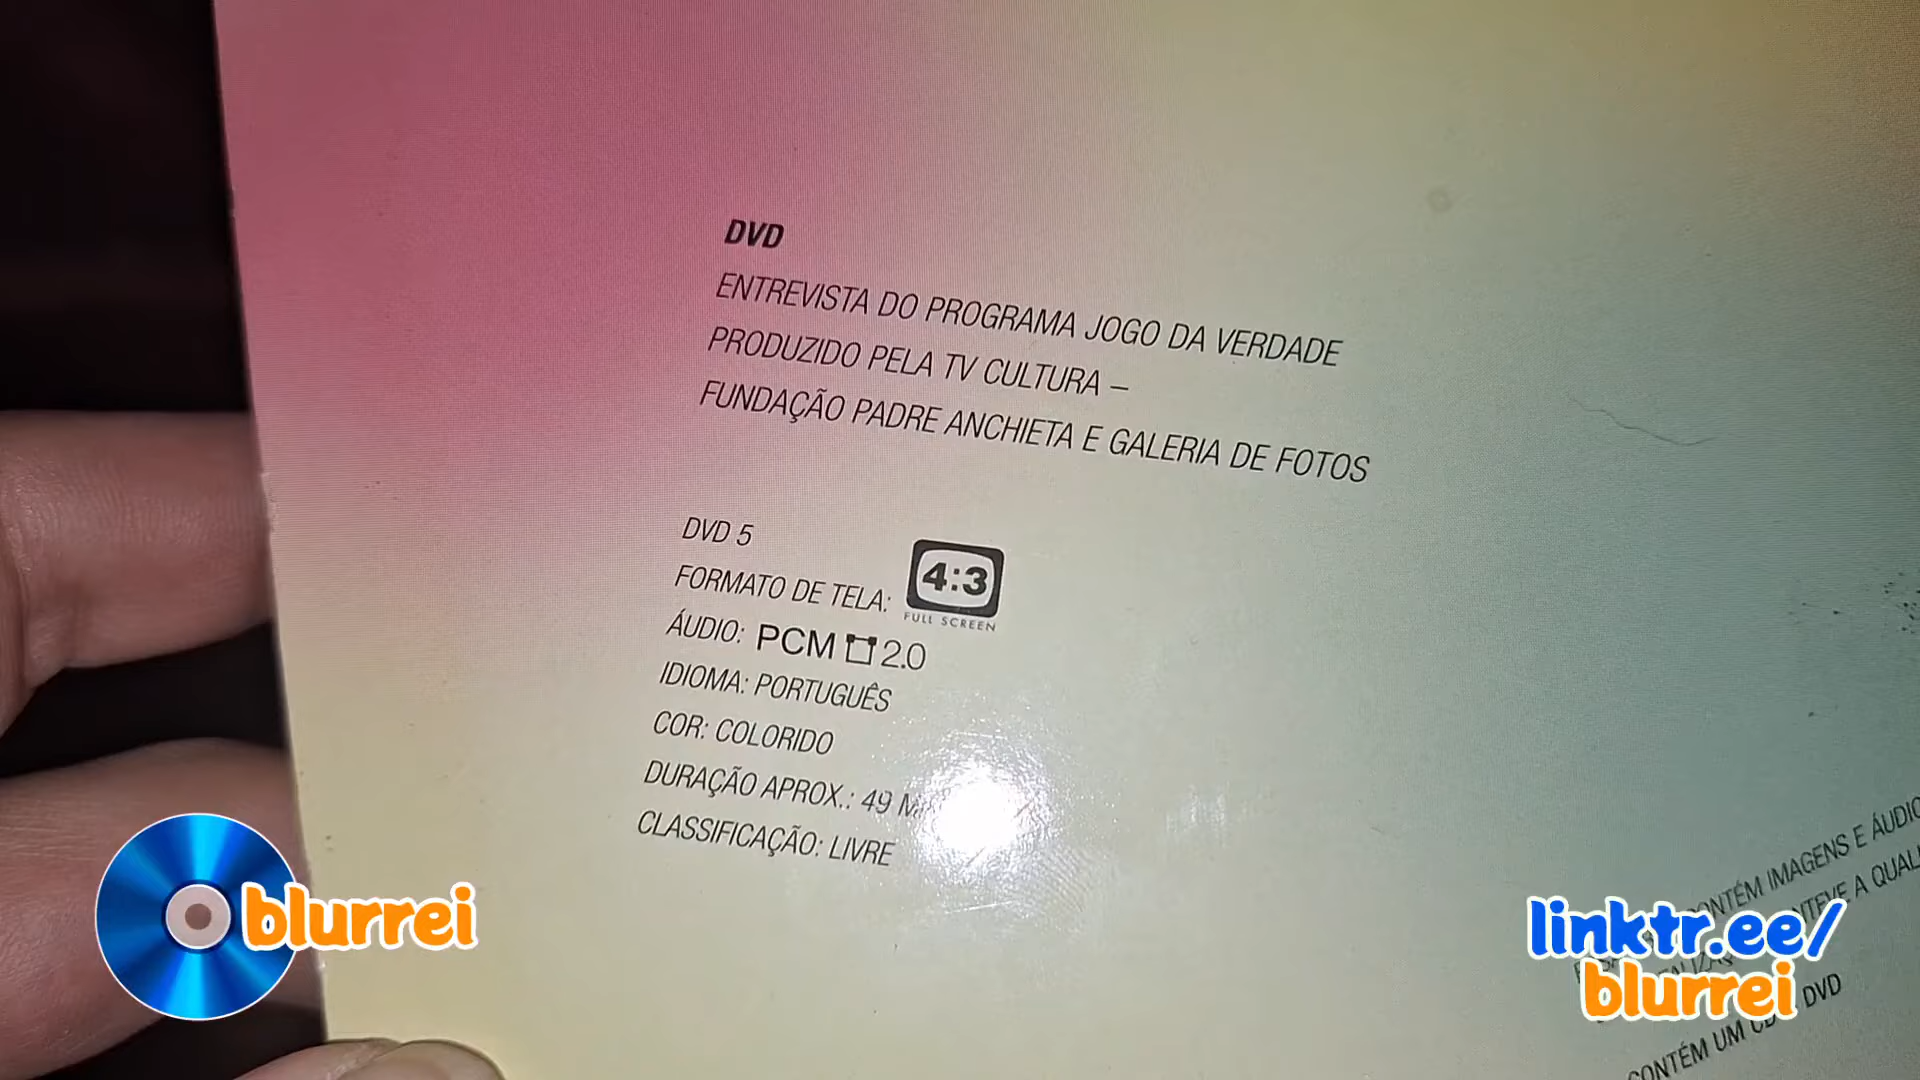 DVD
ENTREVISTA DO PROGRAMA JOGO DA VERDADE
PRODUZIDO PELA TV CULTURA –
FUNDAÇÃO PADRE ANCHIETA E GALERIA DE FOTOS
DVD 5
FORMATO DE TELA: 4:3
FULL SCREEN
ÁUDIO: PCM 2.0
IDIOMA: PORTUGUÊS
COR: COLORIDO
DURAÇÃO APROX.: 49
CLASSIFICAÇÃO: LIVRE
IMAGENS E ÁUDIO
A
CONTÉM UM CD DVD
blurrei
linktr.ee/
blurrei